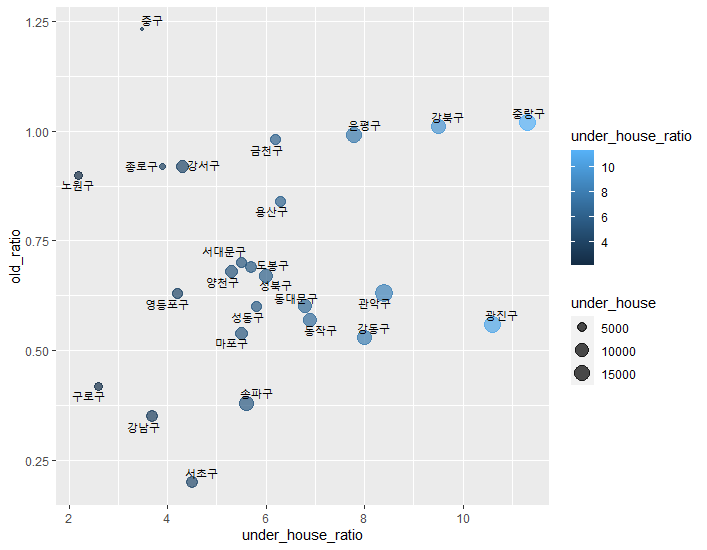 1.25
1.00
0.75
0.50
0.25
old_ratio
중구
은평구
강북구
중랑구
금천구
종로구
강서구
노원구
용산구
서대문구
도봉구
양천구
성북구
영등포구
동대문구
관악구
성동구
동작구
강동구
광진구
마포구
구로구
송파구
강남구
서초구
2
4
6
8
10
under_house_ratio
under_house_ratio
10
8
6
4
under_house
5000
10000
15000